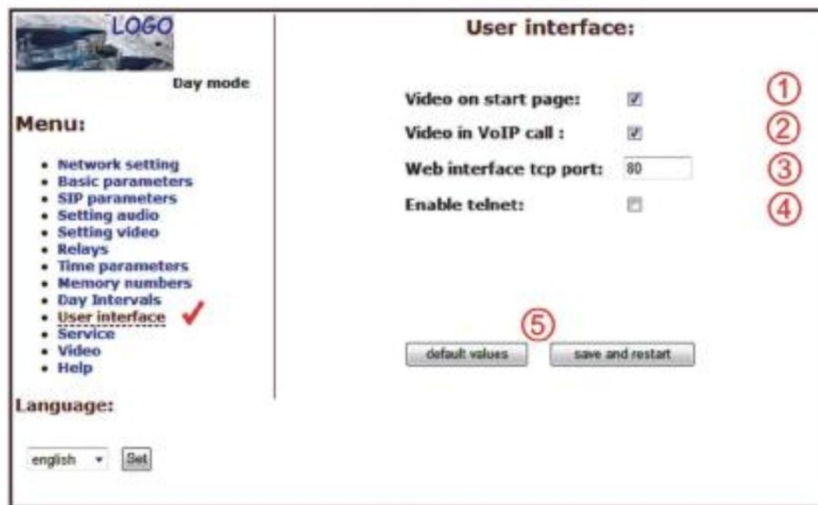 LOGO
Day mode
Menu:
Network setting
Basic parameters
SIP parameters
Setting audio
Setting video
Relays
Time parameters
Memory numbers
Day Intervals
User interface
Service
Video
Help
Language:
english
Set
User interface:
Video on start page:
1
Video in VoIP call :
2
Web interface tcp port: 80
3
Enable telnet:
4
5
default values
save and restart